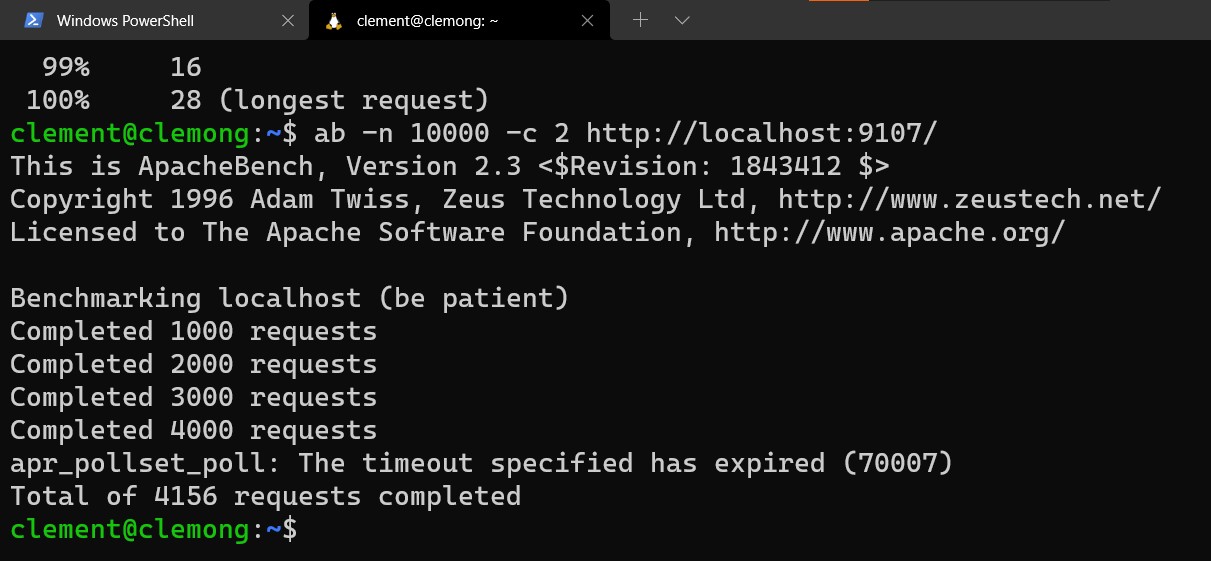 Windows PowerShell
clement@clemong: ~
99% 16
100% 28 (longest request)
clement@clemong:~$ ab -n 10000 -c 2 http://localhost:9107/
This is ApacheBench, Version 2.3 <$Revision: 1843412 $>
Copyright 1996 Adam Twiss, Zeus Technology Ltd, http://www.zeustech.net/
Licensed to The Apache Software Foundation, http://www.apache.org/
Benchmarking localhost (be patient)
Completed 1000 requests
Completed 2000 requests
Completed 3000 requests
Completed 4000 requests
apr_pollset_poll: The timeout specified has expired (70007)
Total of 4156 requests completed
clement@clemong:~$